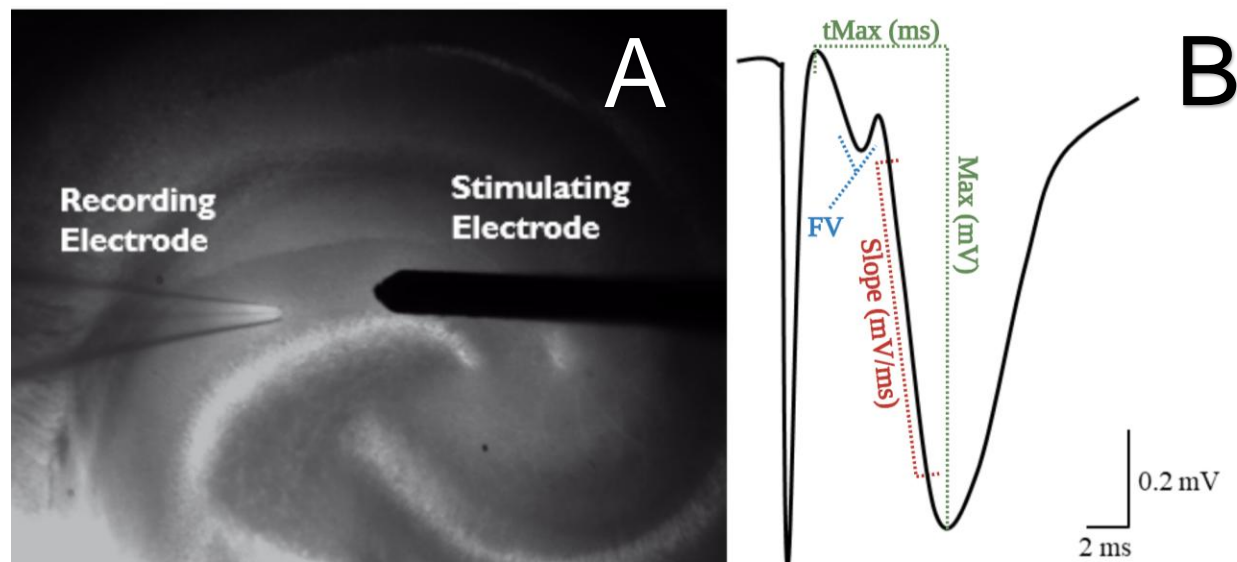 A
Recording
Electrode
Stimulating
Electrode
B
tMax (ms)
Max (mV)
FV
Slope (mV/ms)
0.2 mV
2 ms